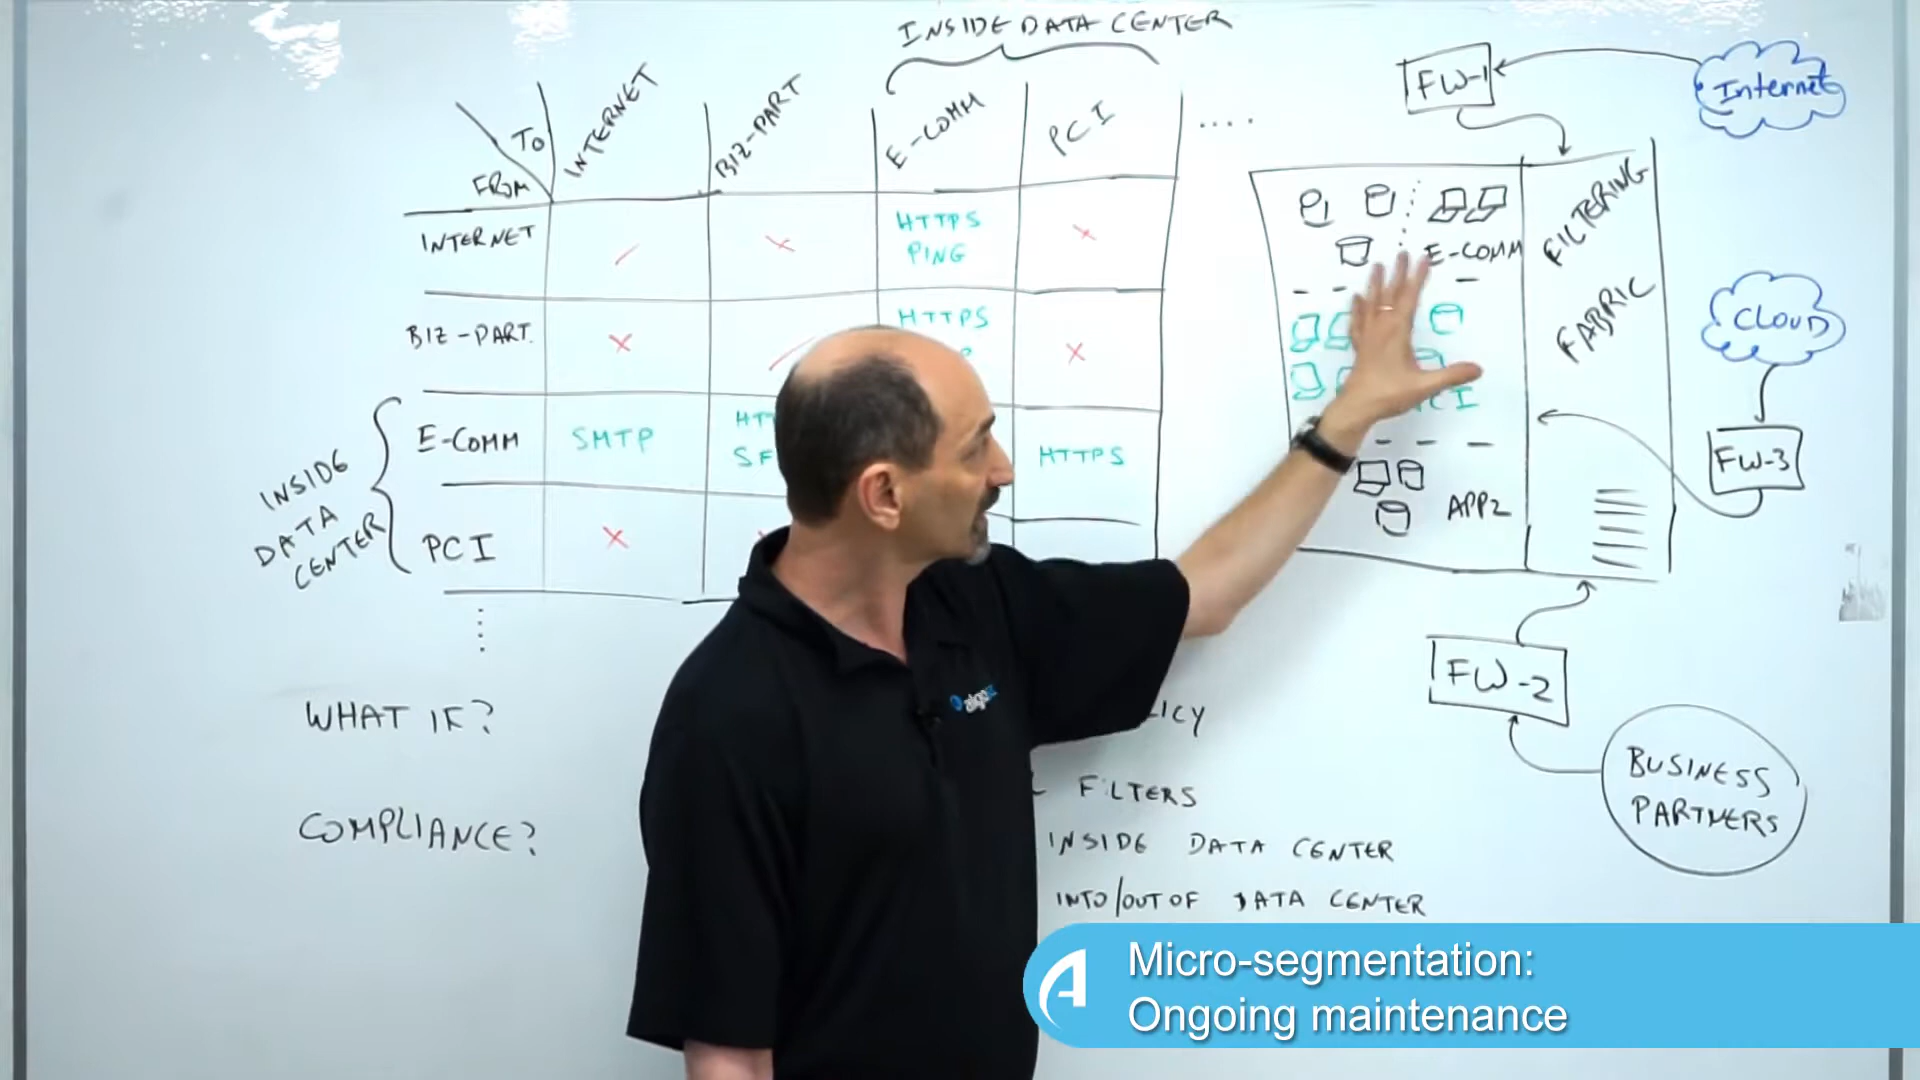 INSIDE DATA CENTER
TO
FROM
INTERNET
BIZ-PART
E-COMM
PCI
....
INTERNET
HTTPS
PING
BIZ-PART.
HTTPS
E-COMM
SMTP
HTTPS
PCI
INSIDE
DATA
CENTER
WHAT IF?
COMPLIANCE?
FILTERS
INSIDE DATA CENTER
INTO/OUT OF DATA CENTER
FW-1
Internet
E-COMM
APP2
FILTERING
FABRIC
CLOUD
FW-3
FW-2
BUSINESS
PARTNERS
Micro-segmentation:
Ongoing maintenance